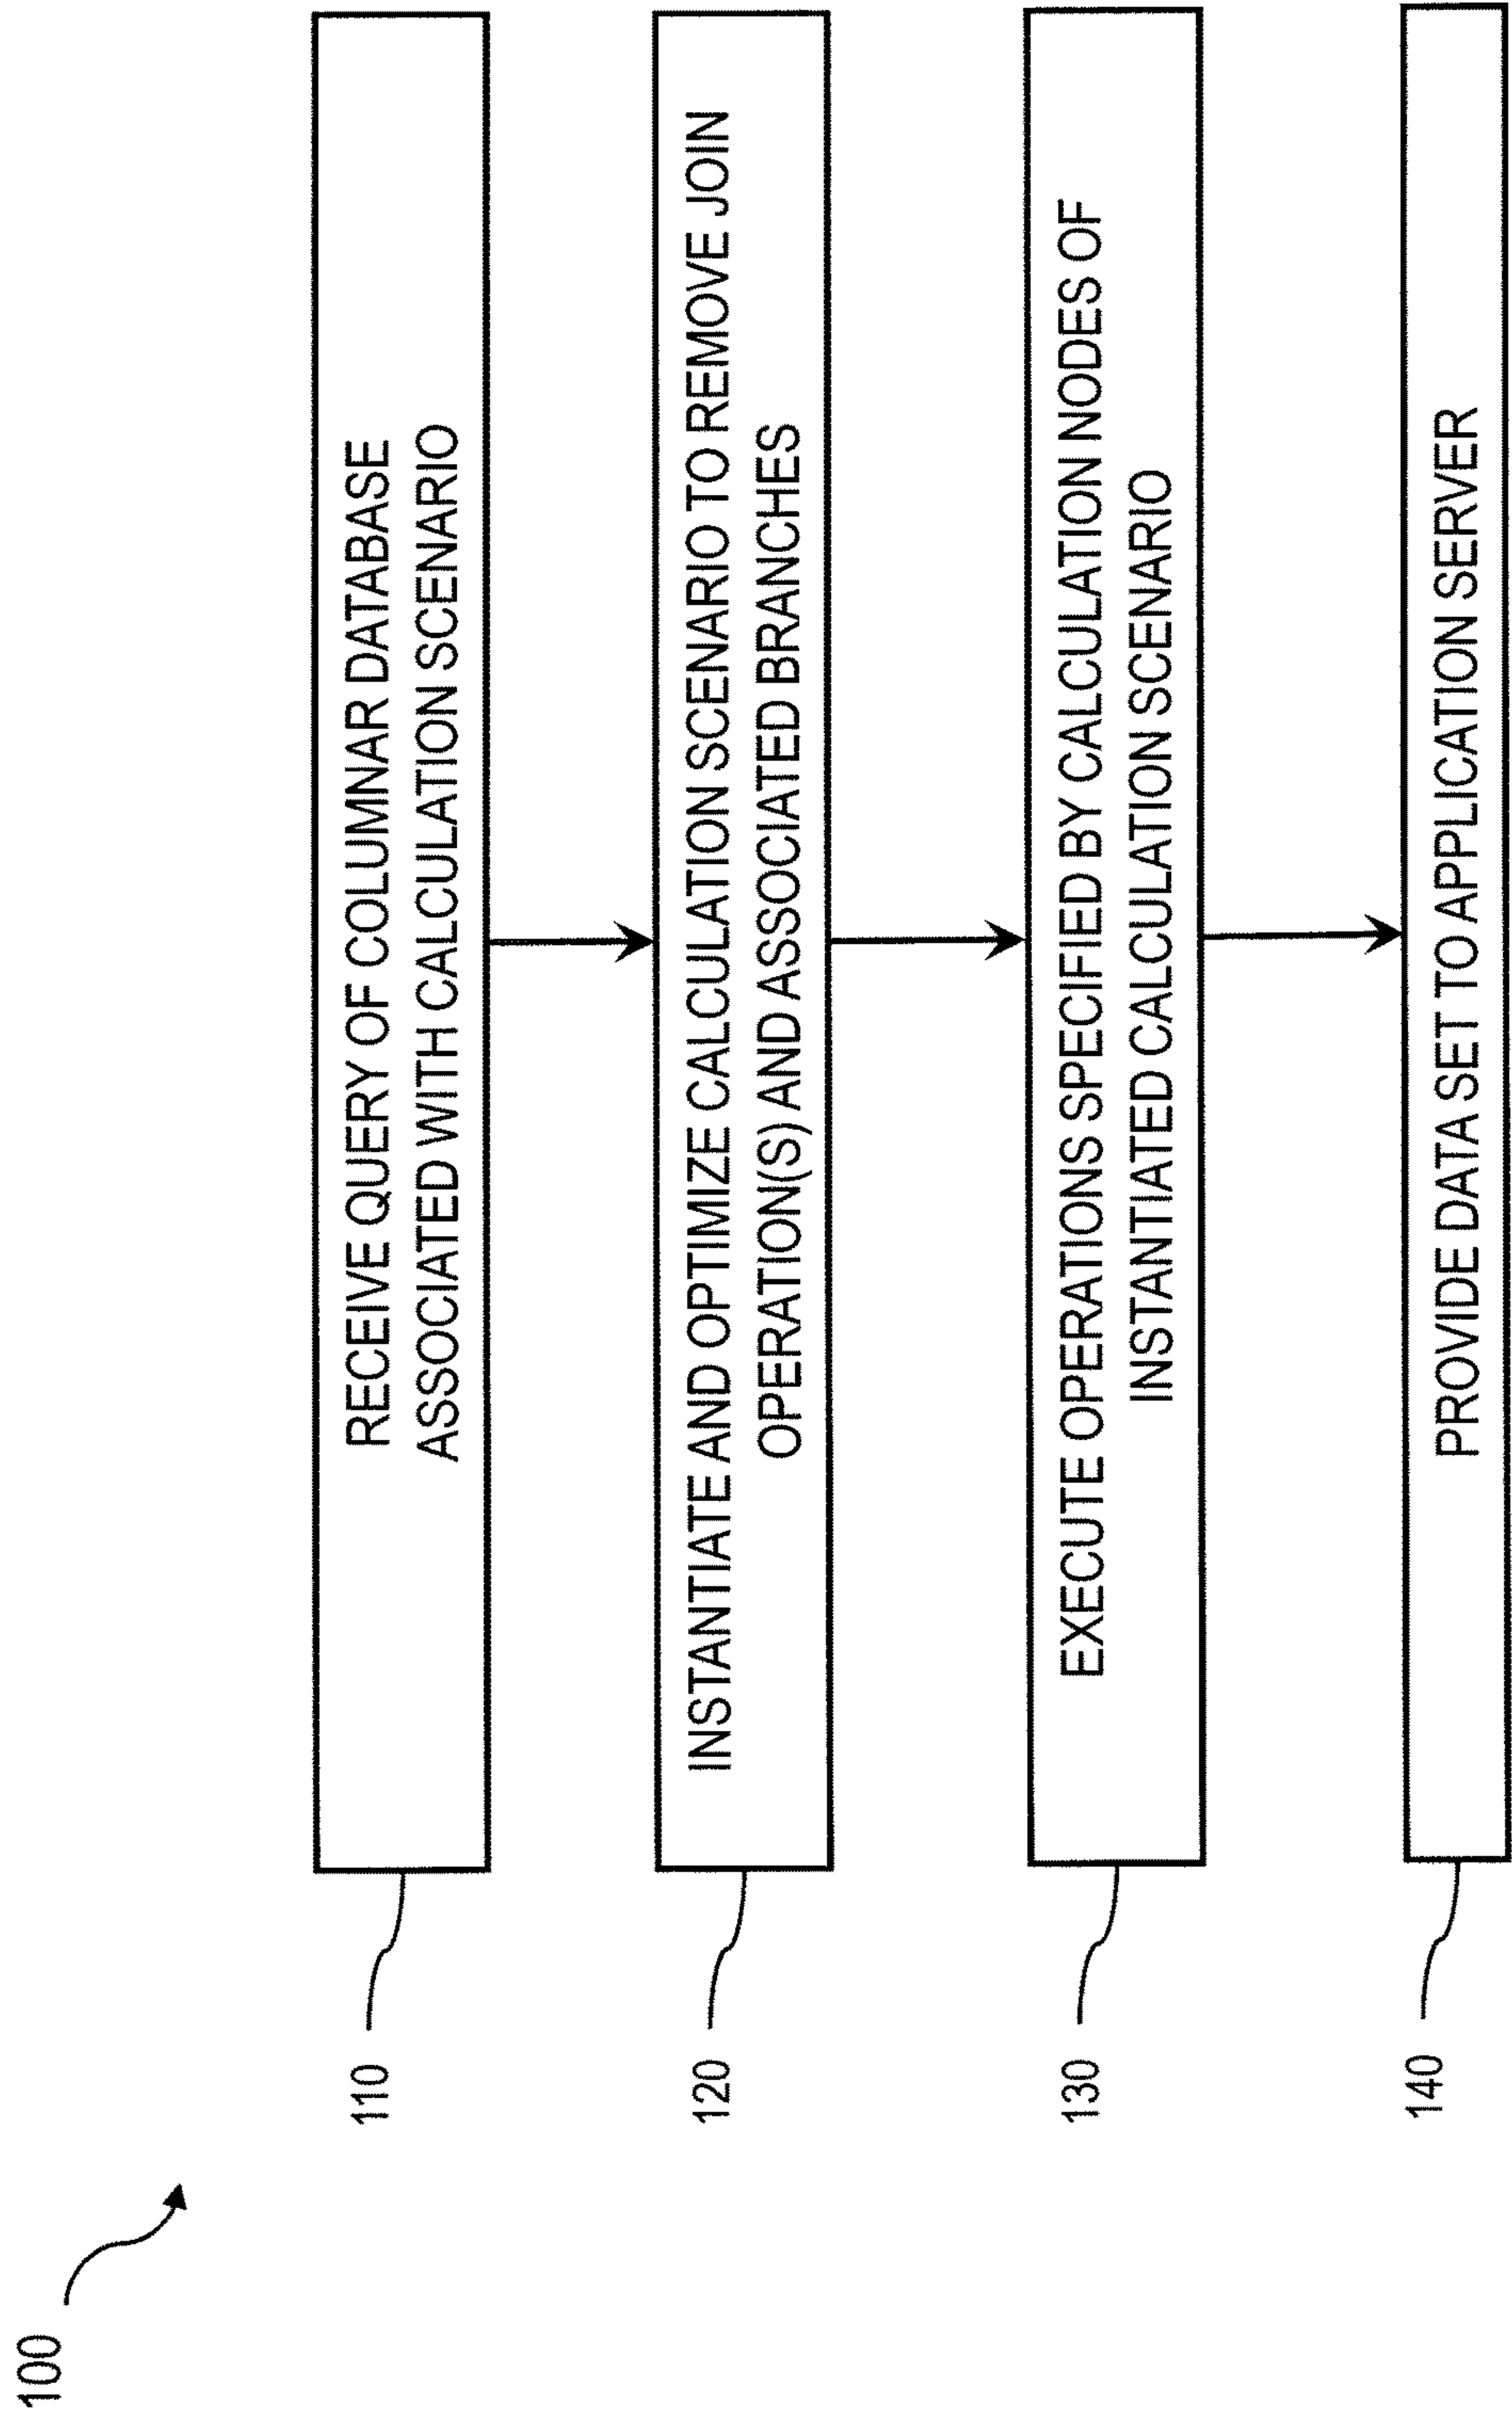 100
110
RECEIVE QUERY OF COLUMNAR DATABASE
ASSOCIATED WITH CALCULATION SCENARIO
120
INSTANTIATE AND OPTIMIZE CALCULATION SCENARIO TO REMOVE JOIN
OPERATION(S) AND ASSOCIATED BRANCHES
130
EXECUTE OPERATIONS SPECIFIED BY CALCULATION NODES OF
INSTANTIATED CALCULATION SCENARIO
140
PROVIDE DATA SET TO APPLICATION SERVER